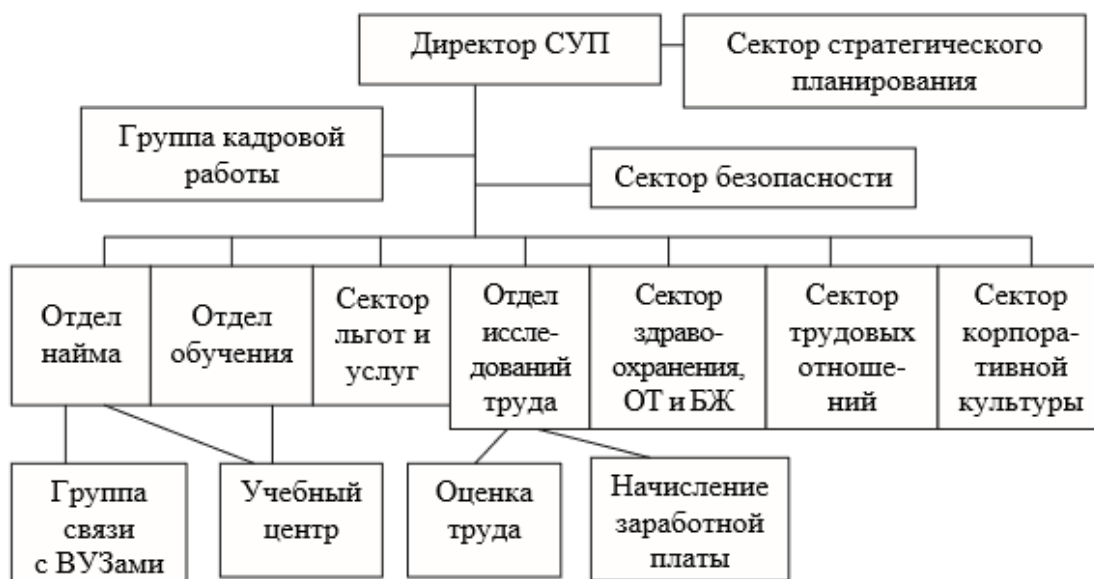 Директор СУП
Сектор стратегического
планирования
Группа кадровой
работы
Сектор безопасности
Отдел
найма
Отдел
обучения
Сектор
льгот и
услуг
Отдел
иссле-
дований
труда
Сектор
здраво-
охранения,
ОТ и БЖ
Сектор
трудовых
отноше-
ний
Сектор
корпора-
тивной
культуры
Группа
связи
с ВУЗами
Учебный
центр
Оценка
труда
Начисление
заработной
платы